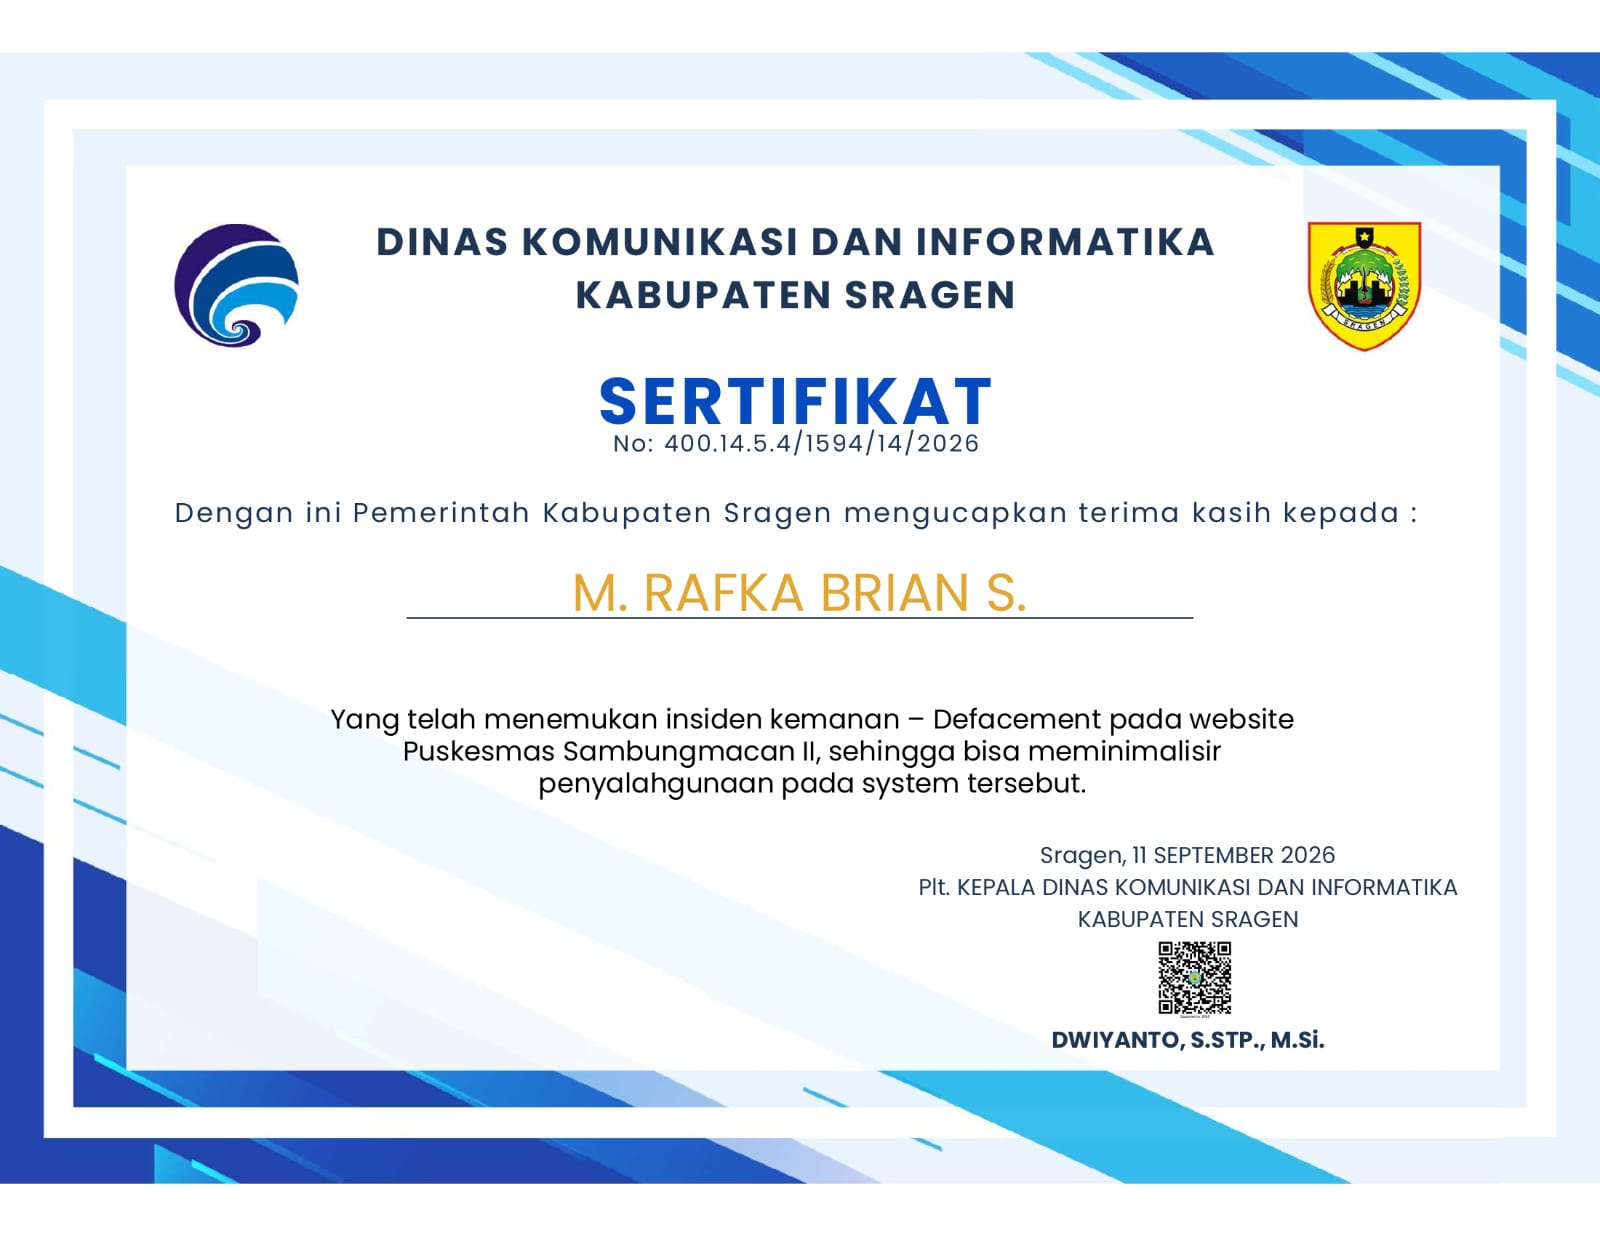 DINAS KOMUNIKASI DAN INFORMATIKA
KABUPATEN SRAGEN
SRAGEN
SERTIFIKAT
No: 400.14.5.4/1594/14/2026
Dengan ini Pemerintah Kabupaten Sragen mengucapkan terima kasih kepada :
M. RAFKA BRIAN S.
Yang telah menemukan insiden kemanan – Defacement pada website
Puskesmas Sambungmacan II, sehingga bisa meminimalisir
penyalahgunaan pada system tersebut.
Sragen, 11 SEPTEMBER 2026
Plt. KEPALA DINAS KOMUNIKASI DAN INFORMATIKA
KABUPATEN SRAGEN
DWIYANTO, S.STP., M.Si.